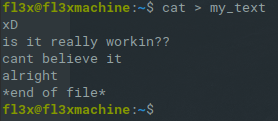 fl3x@fl3xmachine:~$ cat > my_text
xD
is it really workin??
cant believe it
alright
*end of file*
fl3x@fl3xmachine:~$